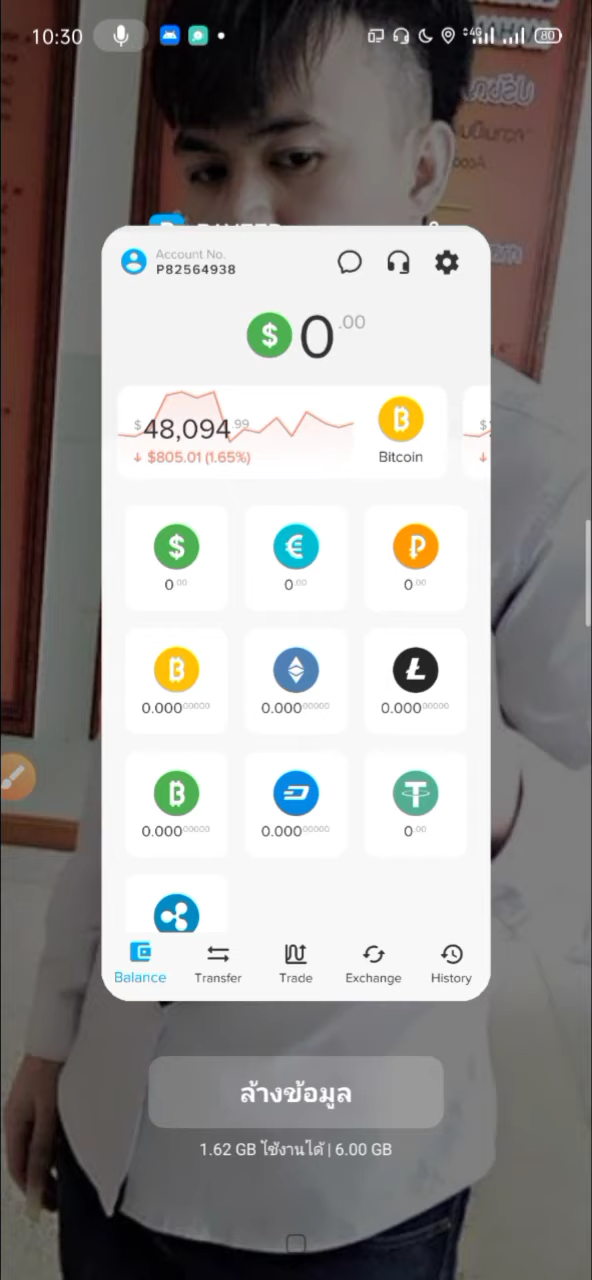 10:30
4G
80
Account No.
P82564938
0.00
$48,094.99
↓ $805.01 (1.65%)
Bitcoin
$
↓
0.00
0.00
0.00
0.00000000
0.00000000
0.00000000
0.00000000
0.00000000
0.00
Balance
Transfer
Trade
Exchange
History
ล้างข้อมูล
1.62 GB ใช้งานได้ | 6.00 GB